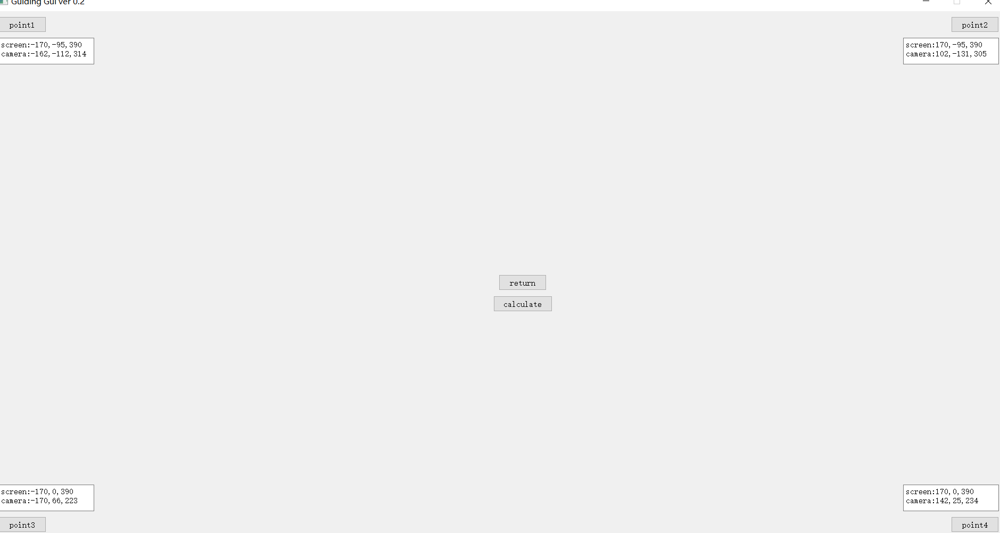 Guiding Gui ver 0.2
point1
point2
screen:-170,-95,390
camera:-162,-112,314
screen:170,-95,390
camera:102,-131,305
return
calculate
screen:-170,0,390
camera:-170,66,223
screen:170,0,390
camera:142,25,234
point3
point4